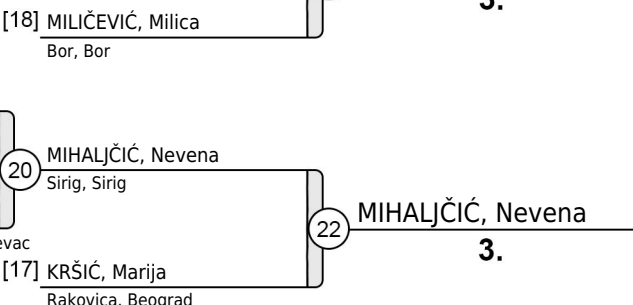 3.
[18] MILIČEVIĆ, Milica
Bor, Bor
20
MIHALJČIĆ, Nevena
Sirig, Sirig
22
MIHALJČIĆ, Nevena
3.
evac
[17] KRŠIĆ, Marija
Rakovica, Beograd